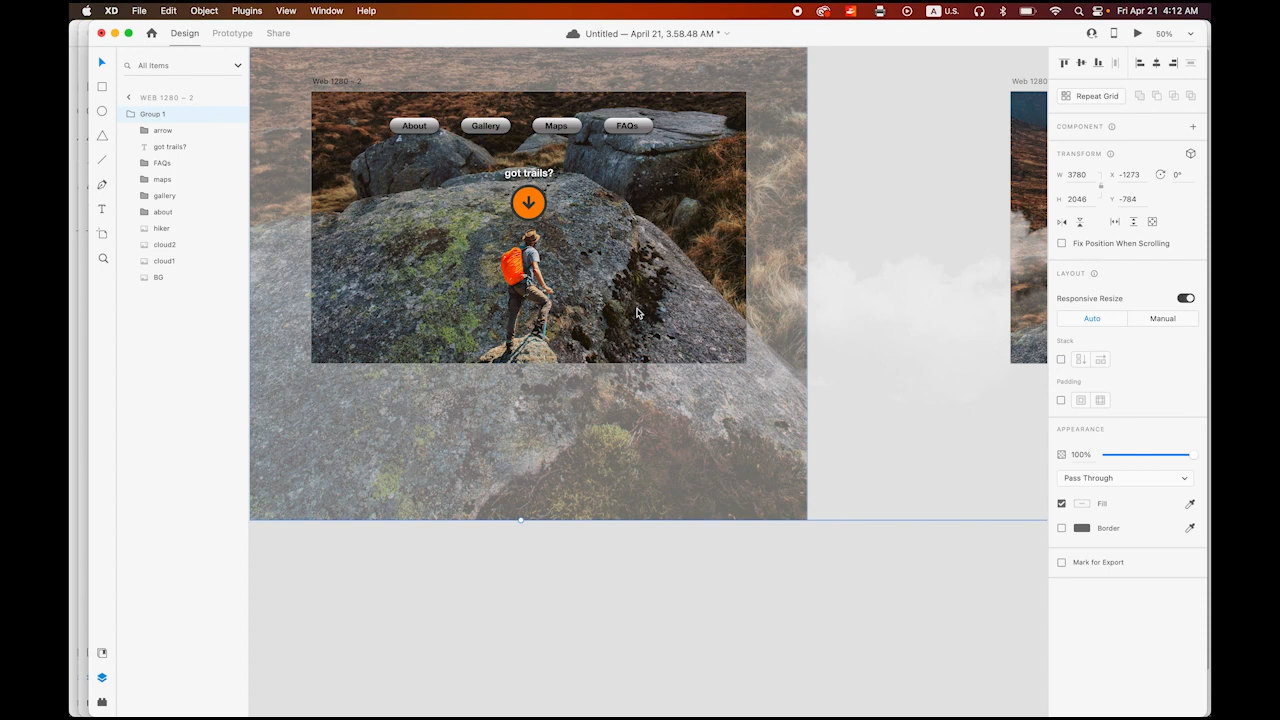 XD File Edit Object Plugins View Window Help A U.S. Fri Apr 21 4:12 AM
Design Prototype Share Untitled — April 21, 3.58.48 AM * 50%
All Items
WEB 1280 – 2
Group 1
arrow
got trails?
FAQs
maps
gallery
about
hiker
cloud2
cloud1
BG
Web 1280 – 2
Web 1280
About Gallery Maps FAQs
got trails?
Repeat Grid
COMPONENT
TRANSFORM
W 3780 X -1273 0°
H 2046 Y -784
Fix Position When Scrolling
LAYOUT
Responsive Resize
Auto Manual
Stack
Padding
APPEARANCE
100%
Pass Through
Fill
Border
Mark for Export